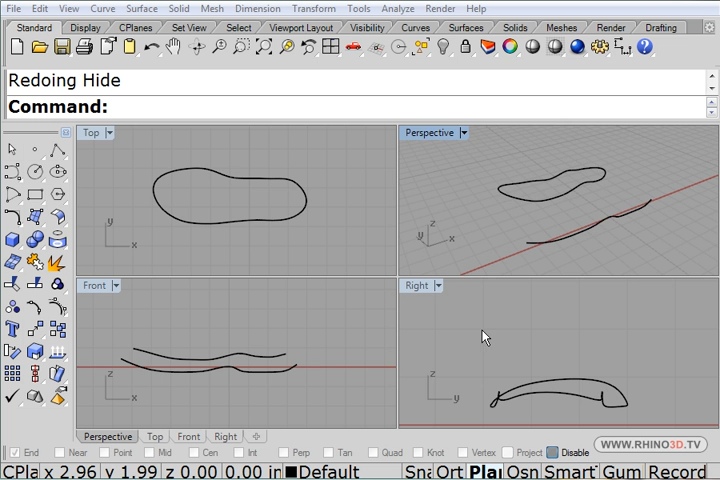 File Edit View Curve Surface Solid Mesh Dimension Transform Tools Analyze Render Help
Standard Display CPlanes Set View Select Viewport Layout Visibility Curves Surfaces Solids Meshes Render Drafting
Redoing Hide
Command:
Top
Perspective
y
x
z
y
x
Front
Right
z
x
z
y
Perspective Top Front Right
End Near Point Mid Cen Int Perp Tan Quad Knot Vertex Project Disable
WWW.RHINO3D.TV
CPla x 2.96 y 1.99 z 0.00 0.00 in Default Sna Ort Plai Osn Smart Gum Record